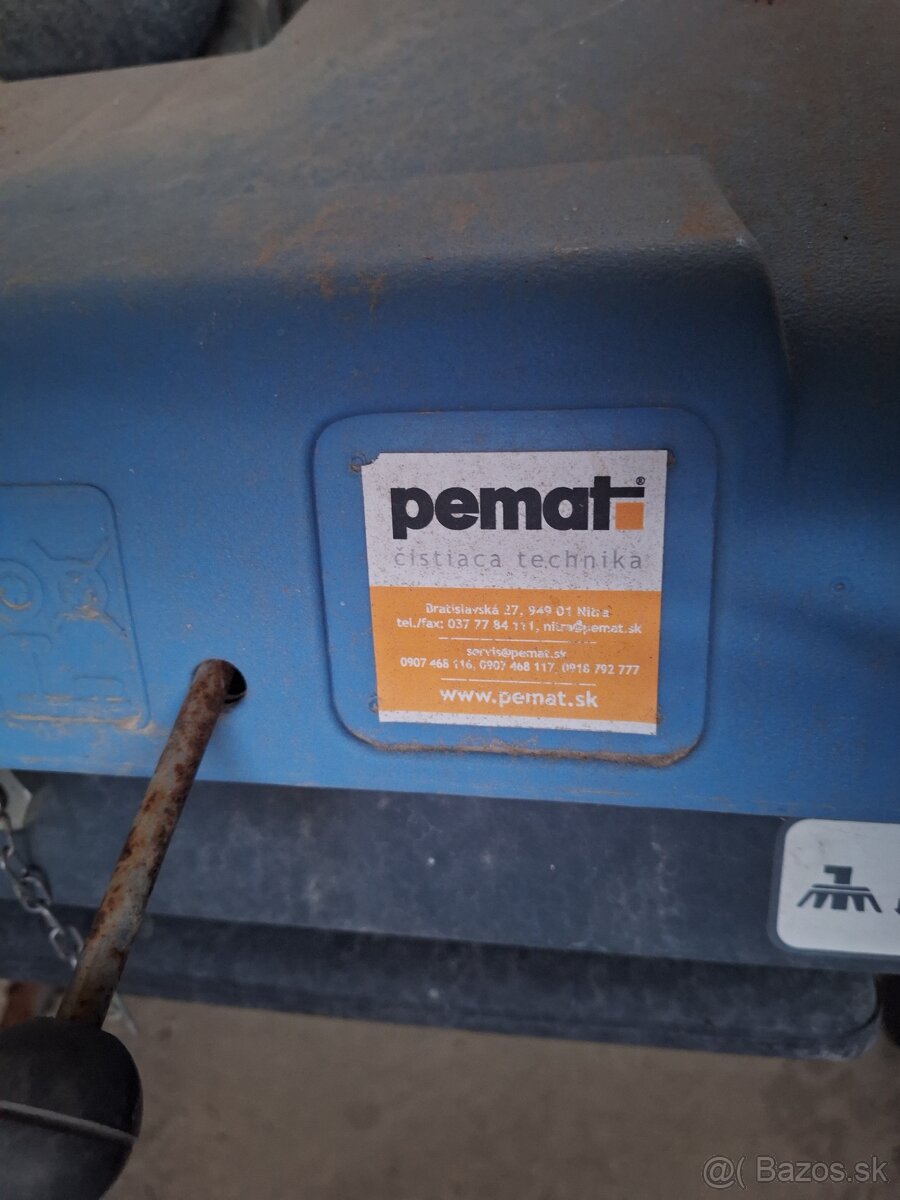 pemat®
čistiaca technika
Bratislavská 27, 949 01 Nitra
tel./fax: 037 77 84 111, nitra@pemat.sk
servis@pemat.sk
0907 468 116, 0907 468 117, 0918 792 777
www.pemat.sk
@( Bazos.sk